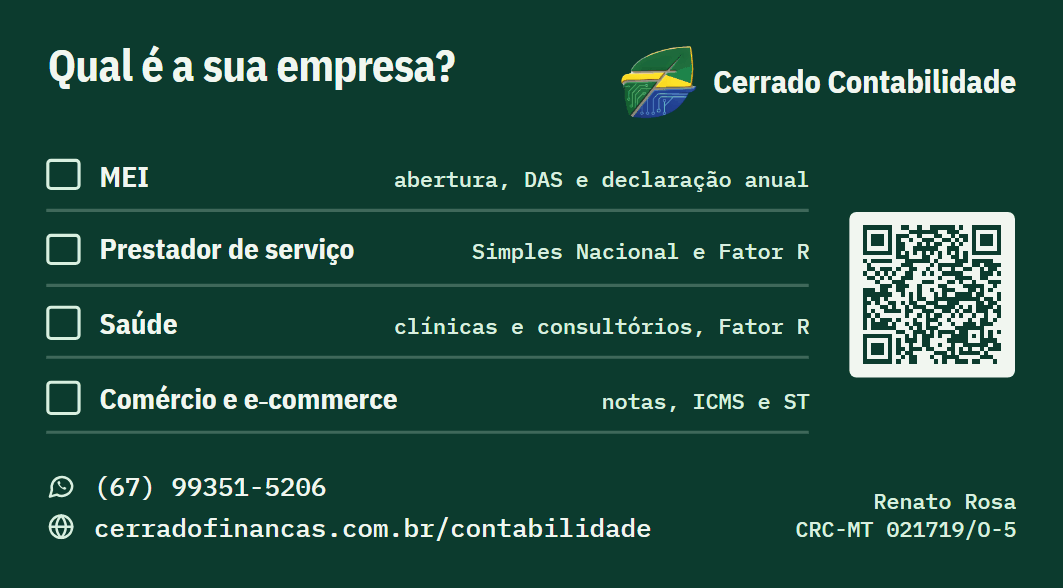 Qual é a sua empresa?
Cerrado Contabilidade
MEI abertura, DAS e declaração anual
Prestador de serviço Simples Nacional e Fator R
Saúde clínicas e consultórios, Fator R
Comércio e e-commerce notas, ICMS e ST
(67) 99351-5206
cerradofinancas.com.br/contabilidade
Renato Rosa
CRC-MT 021719/O-5